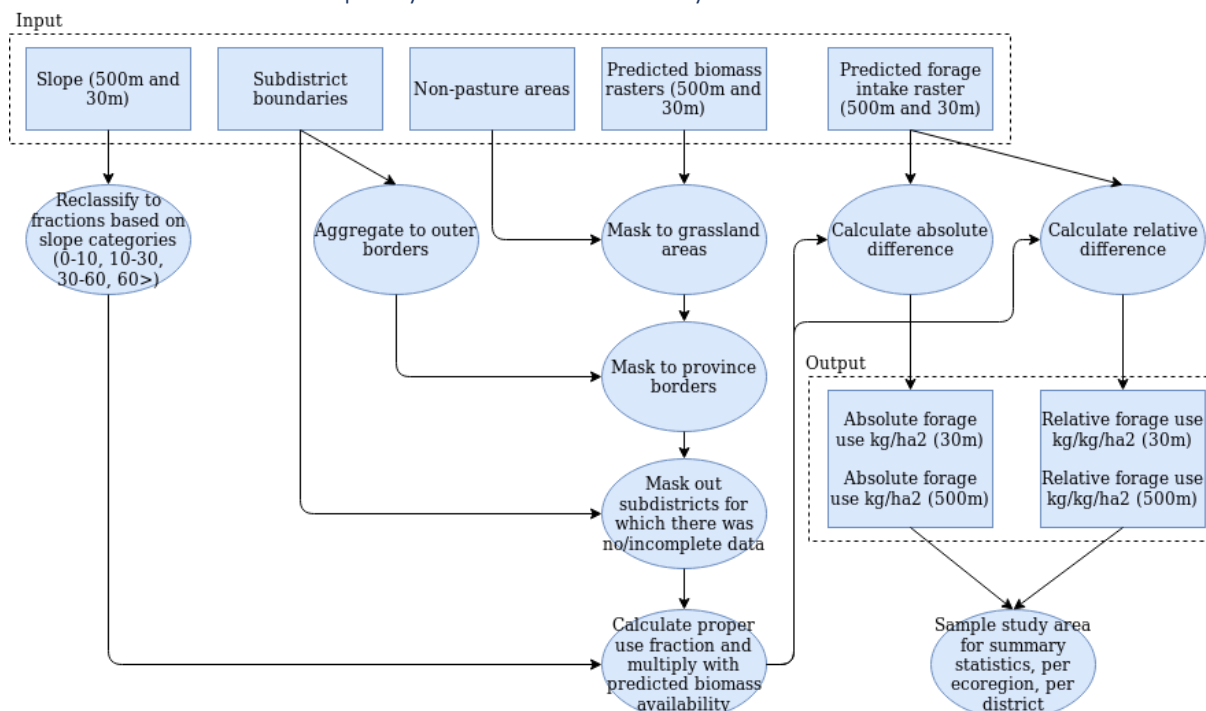 Input
Slope (500m and
30m)
Subdistrict
boundaries
Non-pasture areas
Predicted biomass
rasters (500m and
30m)
Predicted forage
intake raster
(500m and 30m)
Reclassify to
fractions based on
slope categories
(0-10, 10-30,
30-60, 60>)
Aggregate to outer
borders
Mask to grassland
areas
Calculate absolute
difference
Calculate relative
difference
Mask to province
borders
Output
Absolute forage
use kg/ha2 (30m)
Absolute forage
use kg/ha2 (500m)
Relative forage use
kg/kg/ha2 (30m)
Relative forage use
kg/kg/ha2 (500m)
Mask out
subdistricts for
which there was
no/incomplete data
Calculate proper
use fraction and
multiply with
predicted biomass
availability
Sample study area
for summary
statistics, per
ecoregion, per
district